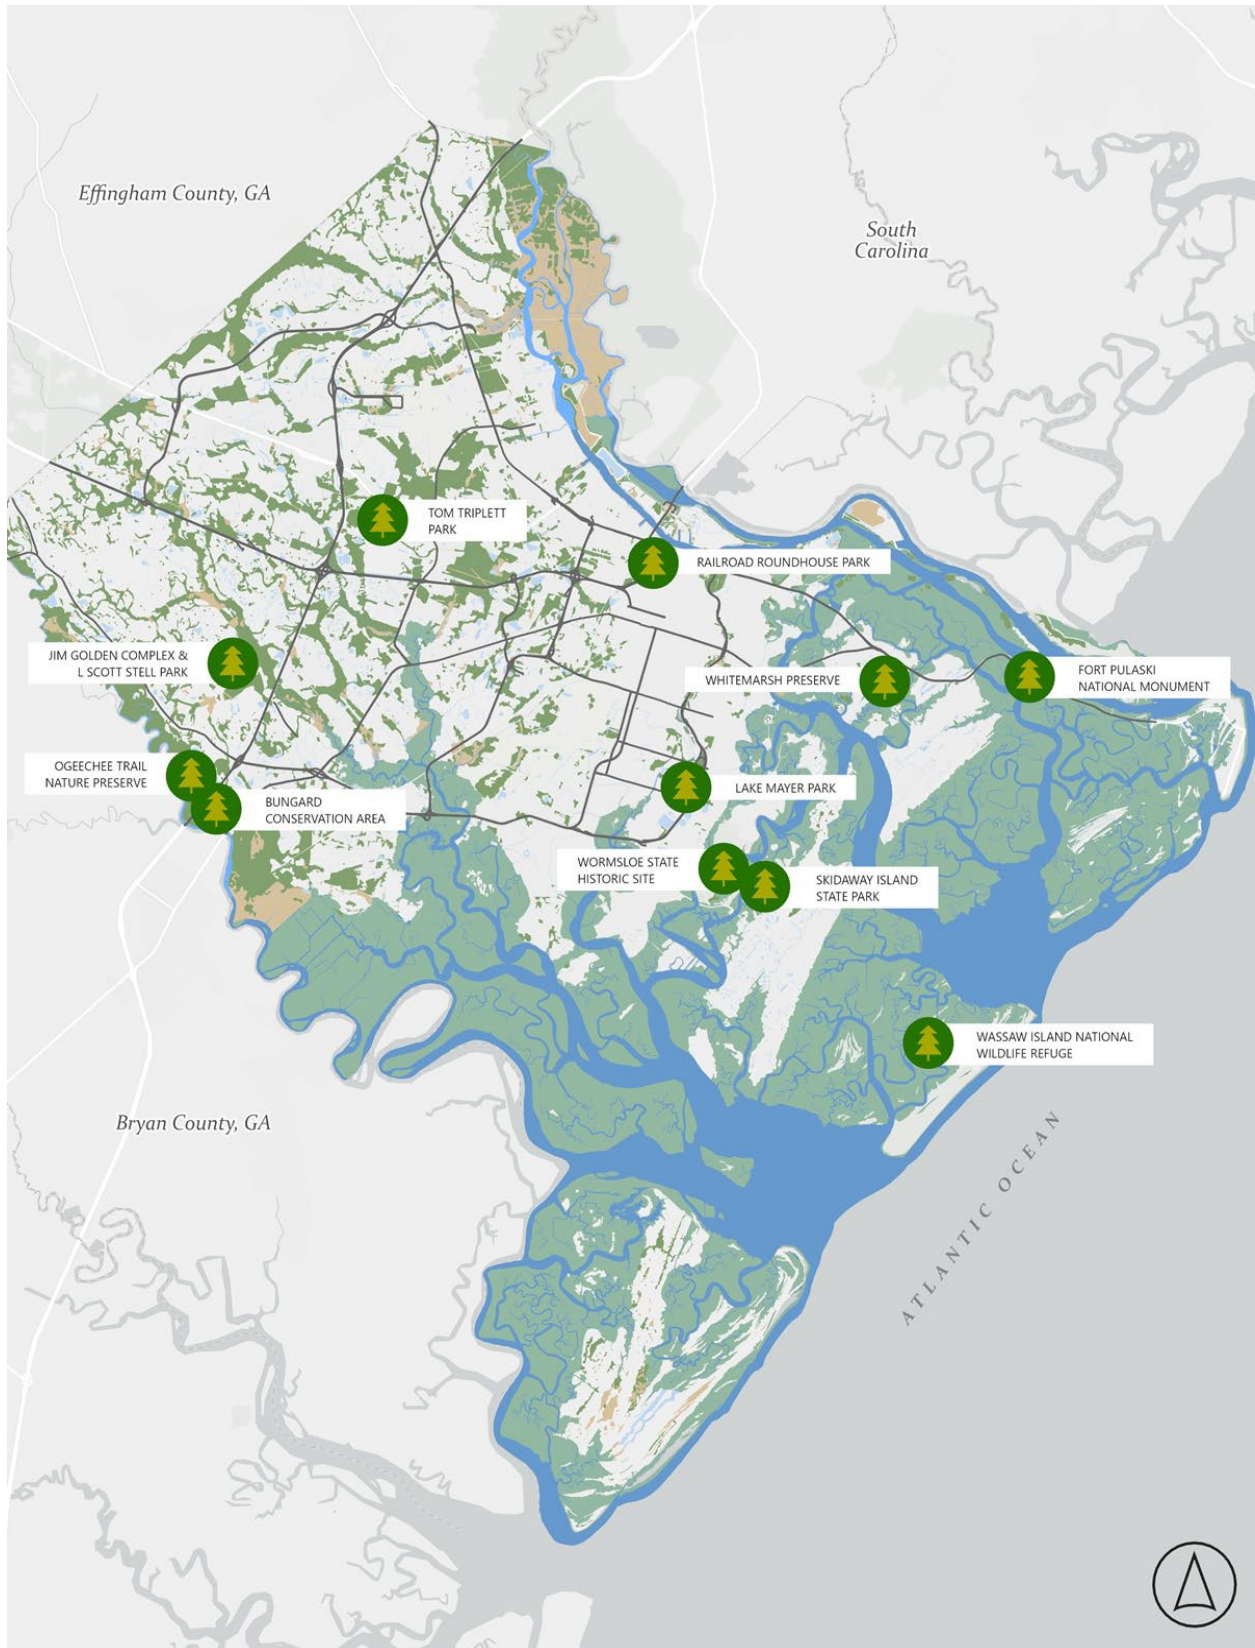 Effingham County, GA
South
Carolina
TOM TRIPLETT
PARK
RAILROAD ROUNDHOUSE PARK
JIM GOLDEN COMPLEX &
L SCOTT STELL PARK
WHITEMARSH PRESERVE
FORT PULASKI
NATIONAL MONUMENT
OGEECHEE TRAIL
NATURE PRESERVE
BUNGARD
CONSERVATION AREA
LAKE MAYER PARK
WORMSLOE STATE
HISTORIC SITE
SKIDAWAY ISLAND
STATE PARK
WASSAW ISLAND NATIONAL
WILDLIFE REFUGE
Bryan County, GA
ATLANTIC OCEAN